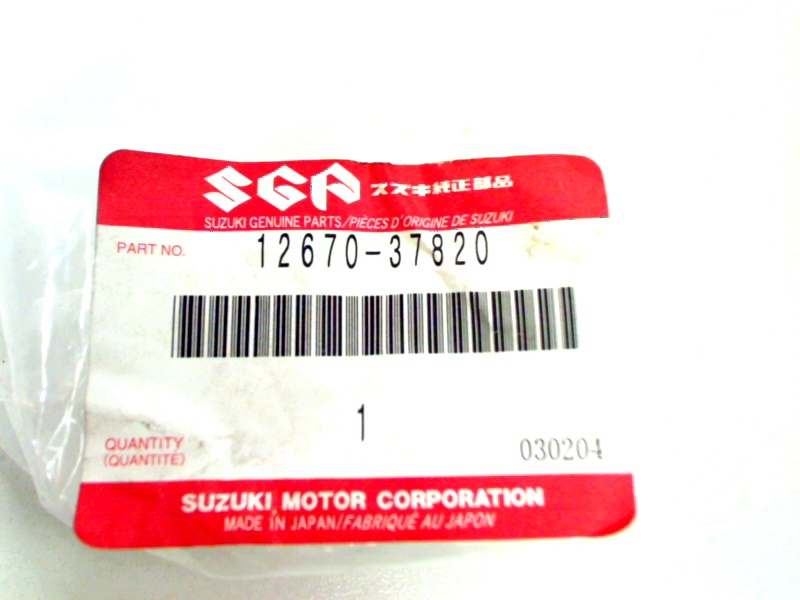 SGP スズキ純正部品
SUZUKI GENUINE PARTS/PIÈCES D'ORIGINE DE SUZUKI
PART NO. 12670-37820
1
QUANTITY
(QUANTITÉ)
030204
SUZUKI MOTOR CORPORATION
MADE IN JAPAN/FABRIQUÉ AU JAPON